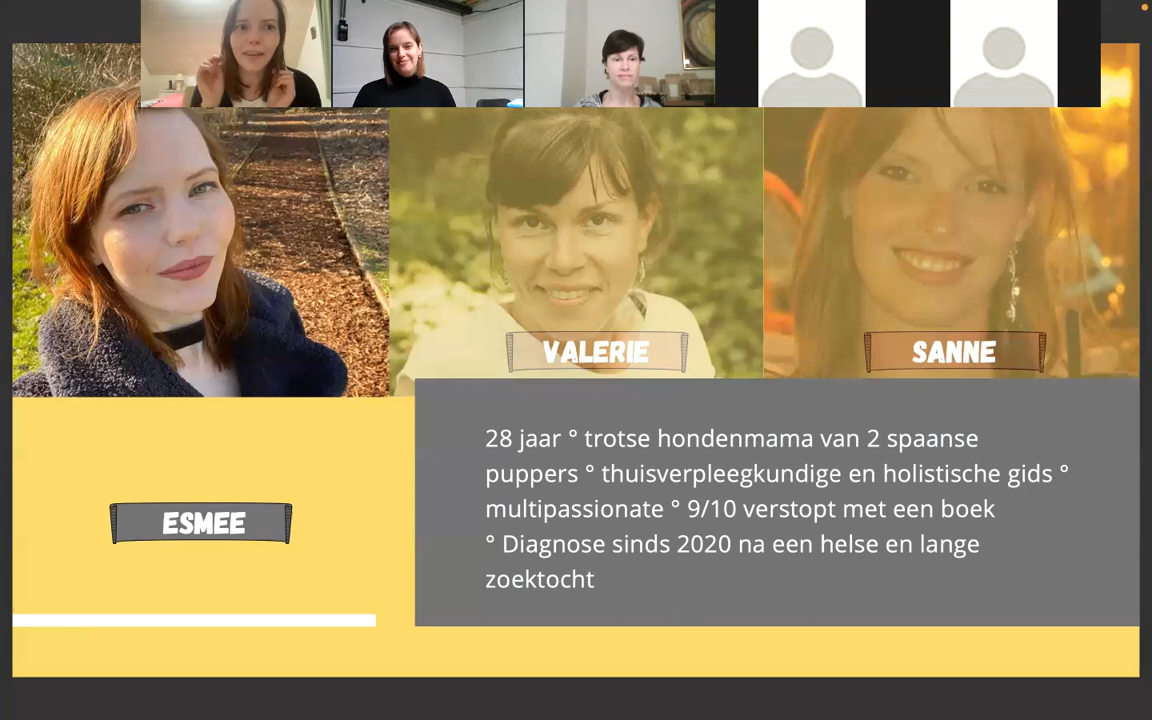 VALERIE
SANNE
ESMEE
28 jaar ° trotse hondenmama van 2 spaanse
puppers ° thuisverpleegkundige en holistische gids °
multipassionate ° 9/10 verstopt met een boek
° Diagnose sinds 2020 na een helse en lange
zoektocht